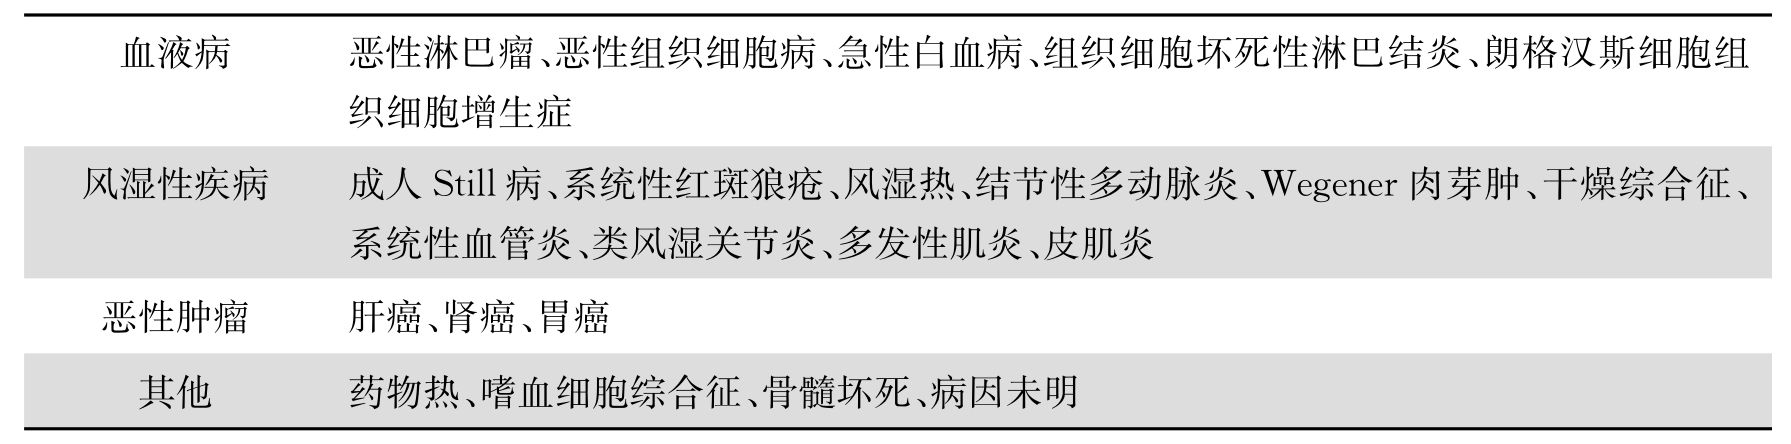 血液病 恶性淋巴瘤、恶性组织细胞病、急性白血病、组织细胞坏死性淋巴结炎、朗格汉斯细胞组
织细胞增生症
风湿性疾病 成人 Still 病、系统性红斑狼疮、风湿热、结节性多动脉炎、Wegener 肉芽肿、干燥综合征、
系统性血管炎、类风湿关节炎、多发性肌炎、皮肌炎
恶性肿瘤 肝癌、肾癌、胃癌
其他 药物热、嗜血细胞综合征、骨髓坏死、病因未明